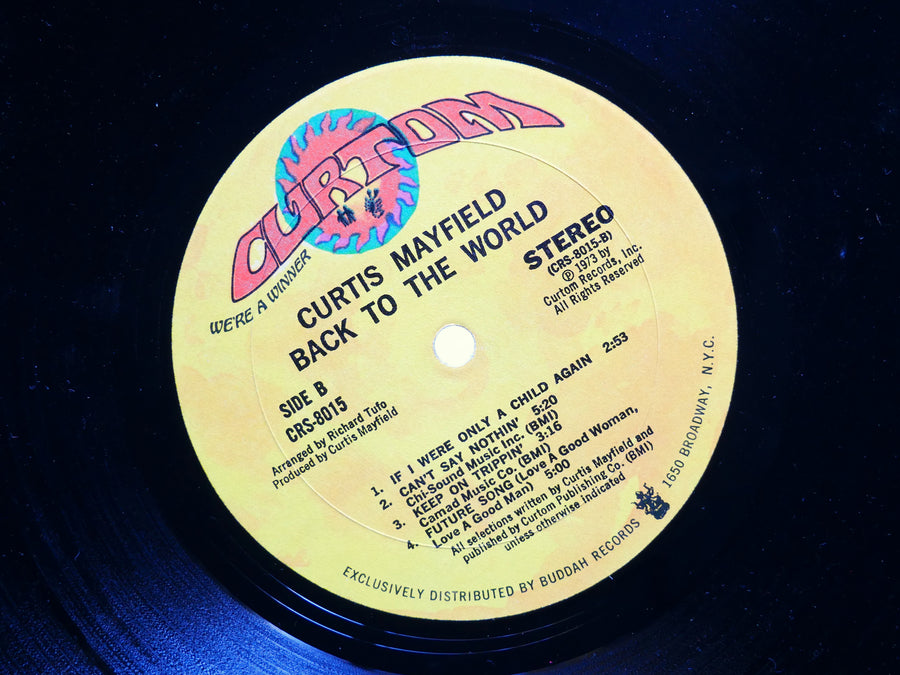 CURTOM
WE'RE A WINNER
CURTIS MAYFIELD
BACK TO THE WORLD
STEREO
(CRS-8015-B)
℗ 1973 by
Curtom Records, Inc.
All Rights Reserved
SIDE B
CRS-8015
Arranged by Richard Tufo
Produced by Curtis Mayfield
1. IF I WERE ONLY A CHILD AGAIN 2:53
2. CAN'T SAY NOTHIN' 5:20
Chi-Sound Music Inc. (BMI)
3. KEEP ON TRIPPIN' 3:16
Camad Music Co. (BMI)
4. FUTURE SONG (Love A Good Woman,
Love A Good Man) 5:00
All selections written by Curtis Mayfield and
published by Curtom Publishing Co. (BMI)
unless otherwise indicated
EXCLUSIVELY DISTRIBUTED BY BUDDAH RECORDS 1650 BROADWAY, N.Y.C.